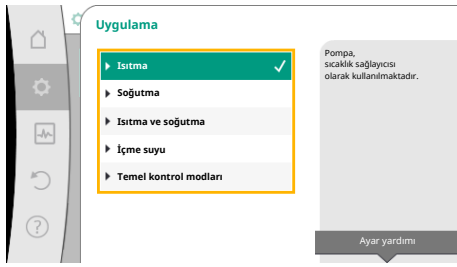 Uygulama
Isıtma
Soğutma
Isıtma ve soğutma
İçme suyu
Temel kontrol modları
Pompa,
sıcaklık sağlayıcısı
olarak kullanılmaktadır.
Ayar yardımı
?